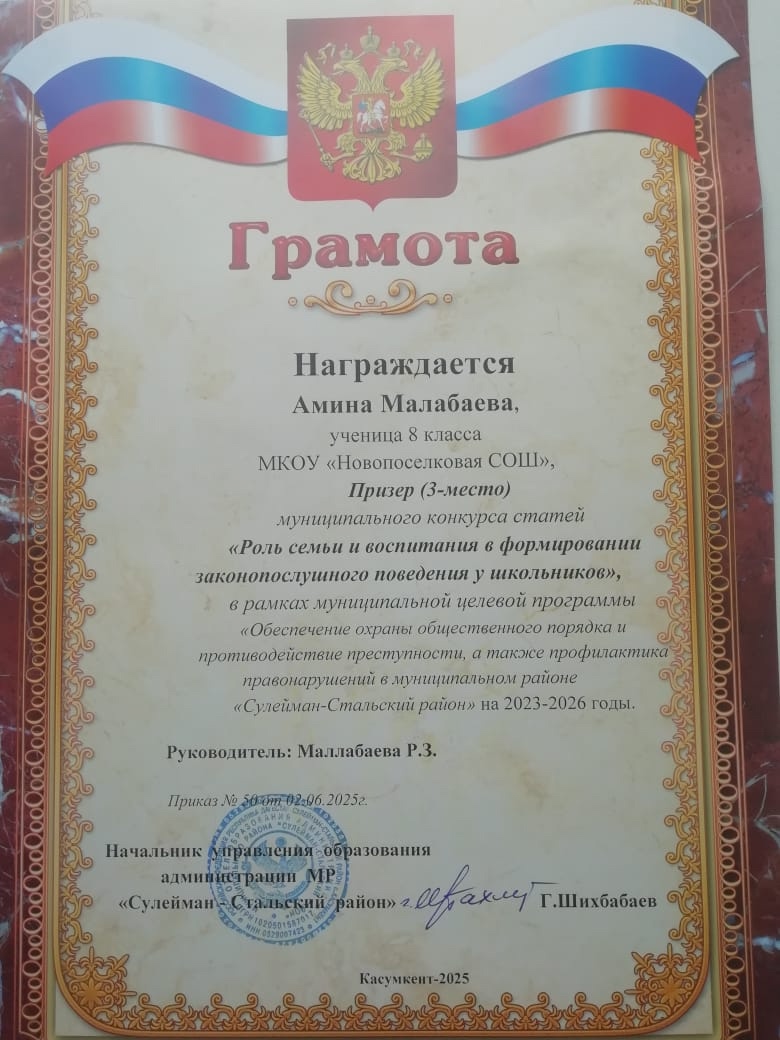 Грамота
Награждается
Амина Малабаева,
ученица 8 класса
МКОУ «Новопоселковая СОШ»,
Призер (3-место)
муниципального конкурса статей
«Роль семьи и воспитания в формировании
законопослушного поведения у школьников»,
в рамках муниципальной целевой программы
«Обеспечение охраны общественного порядка и
противодействие преступности, а также профилактика
правонарушений в муниципальном районе
«Сулейман-Стальский район» на 2023-2026 годы.
Руководитель: Маллабаева Р.З.
Приказ № 50 от 02.06.2025г.
Начальник управления образования
администрации МР
«Сулейман - Стальский район» Г.Шихбабаев
Касумкент-2025